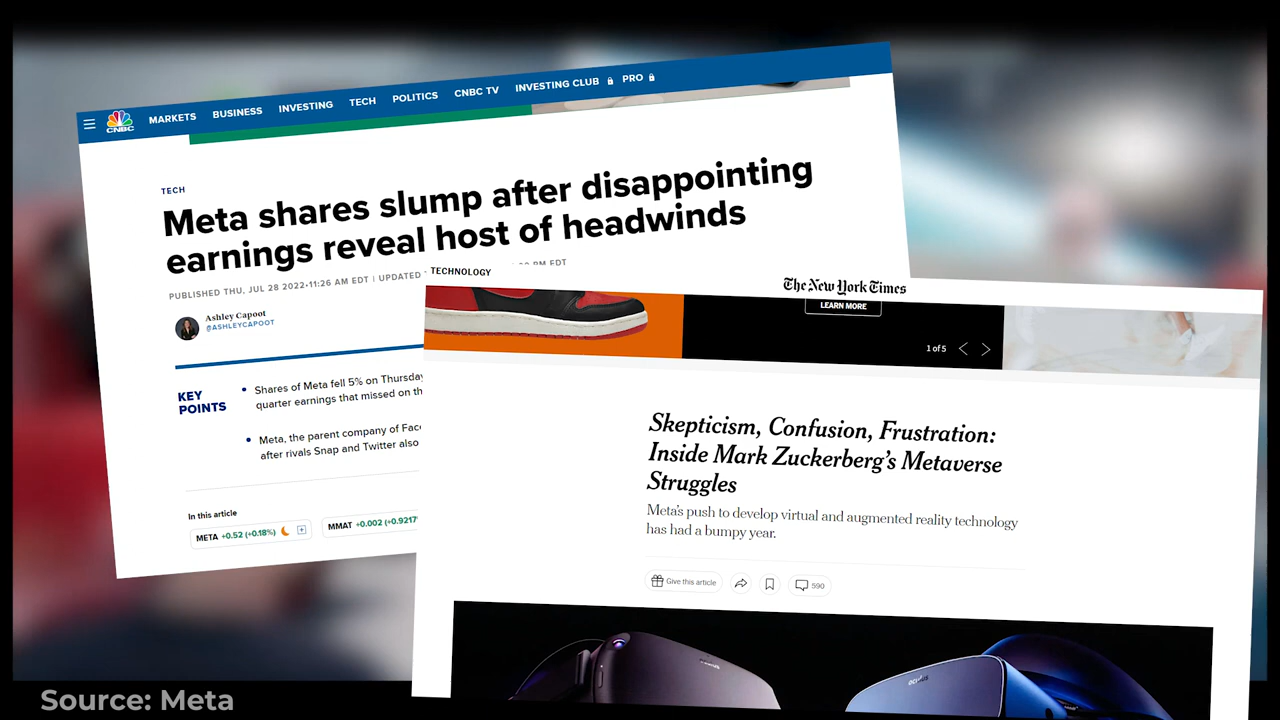 CNBC
MARKETS BUSINESS INVESTING TECH POLITICS CNBC TV INVESTING CLUB PRO
TECH
Meta shares slump after disappointing
earnings reveal host of headwinds
PUBLISHED THU, JUL 28 2022•11:26 AM EDT | UPDATED
PM EDT
Ashley Capoot
@ASHLEYCAPOOT
KEY
POINTS
Shares of Meta fell 5% on Thursday
quarter earnings that missed on th
Meta, the parent company of Fac
after rivals Snap and Twitter also
In this article
META +0.52 (+0.18%)
MMAT +0.002 (+0.9217
TECHNOLOGY
The New York Times
LEARN MORE
1 of 5
Skepticism, Confusion, Frustration:
Inside Mark Zuckerberg's Metaverse
Struggles
Meta's push to develop virtual and augmented reality technology
has had a bumpy year.
Give this article
590
oculus
Source: Meta